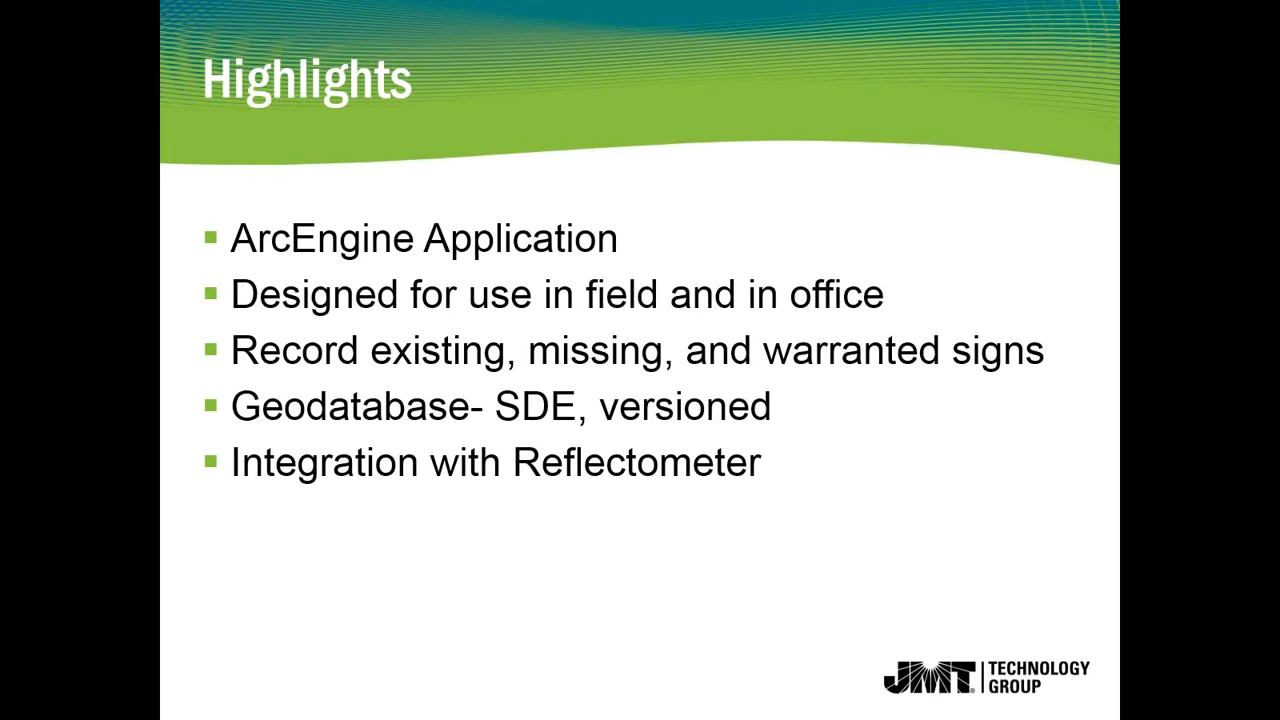 Highlights
ArcEngine Application
Designed for use in field and in office
Record existing, missing, and warranted signs
Geodatabase- SDE, versioned
Integration with Reflectometer
JMT® TECHNOLOGY
GROUP